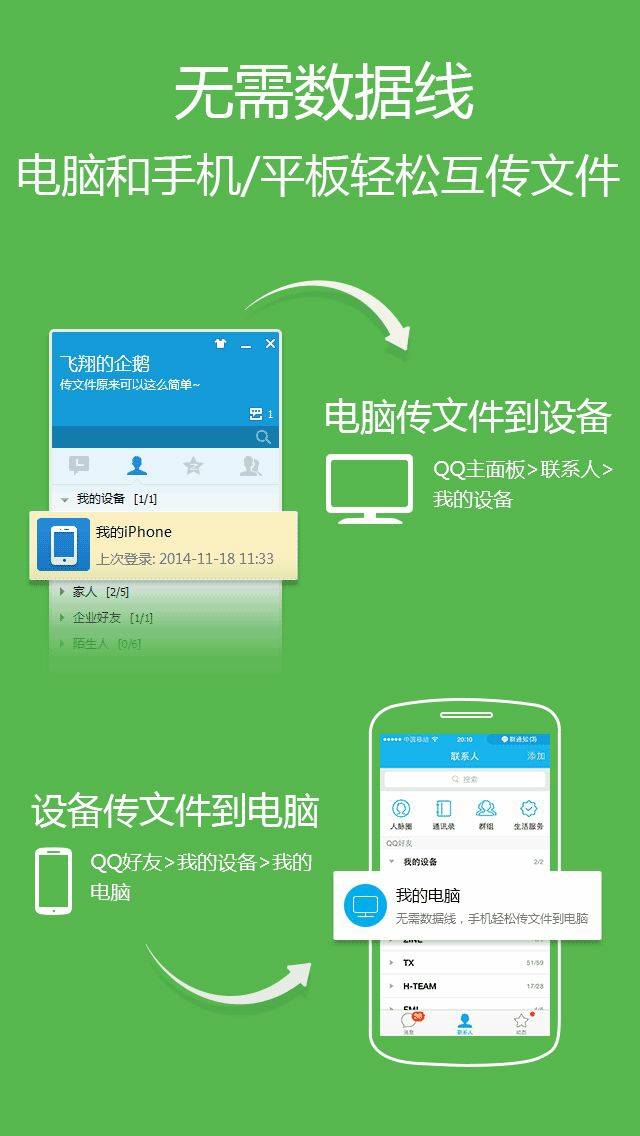 无需数据线
电脑和手机/平板轻松互传文件
飞翔的企鹅
传文件原来可以这么简单~
1
我的设备 [1/1]
我的iPhone
上次登录: 2014-11-18 11:33
家人 [2/5]
企业好友 [1/1]
陌生人 [0/6]
电脑传文件到设备
QQ主面板>联系人>
我的设备
设备传文件到电脑
QQ好友>我的设备>我的
电脑
中国移动 20:10
联系人 添加
搜索
人脉圈 通讯录 群组 生活服务
QQ好友
我的设备 2/2
我的电脑
无需数据线，手机轻松传文件到电脑
TX 51/59
H-TEAM 17/28
消息 联系人 动态